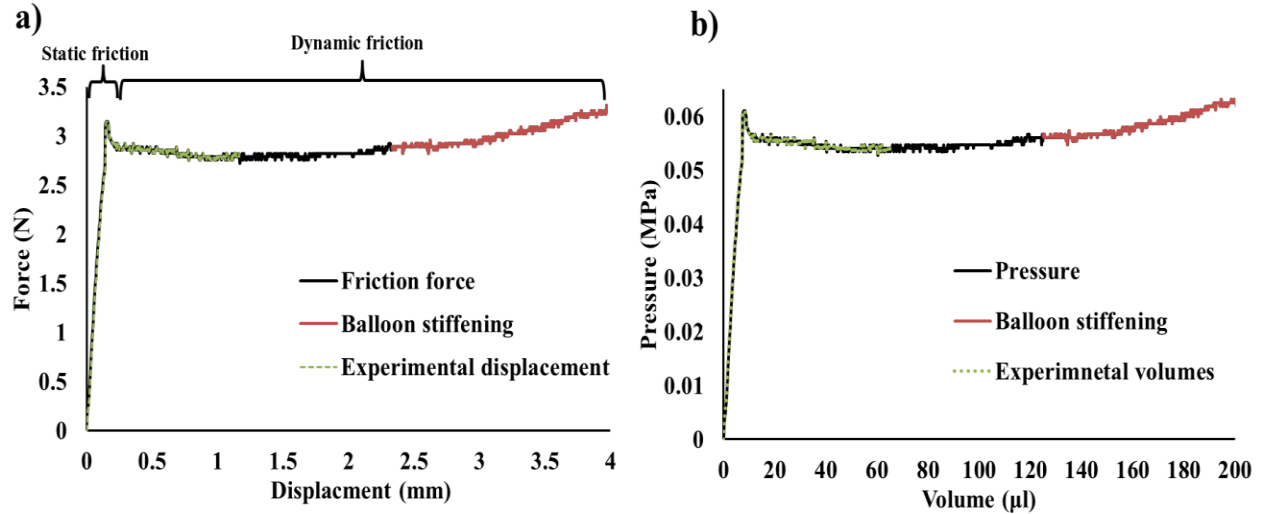 a)
Static friction
Dynamic friction
3.5
3
2.5
2
1.5
1
0.5
0
Force (N)
Friction force
Balloon stiffening
Experimental displacement
0 0.5 1 1.5 2 2.5 3 3.5 4
Displacment (mm)
b)
0.06
0.05
0.04
0.03
0.02
0.01
0
Pressure (MPa)
Pressure
Balloon stiffening
Experimnetal volumes
0 20 40 60 80 100 120 140 160 180 200
Volume (µl)